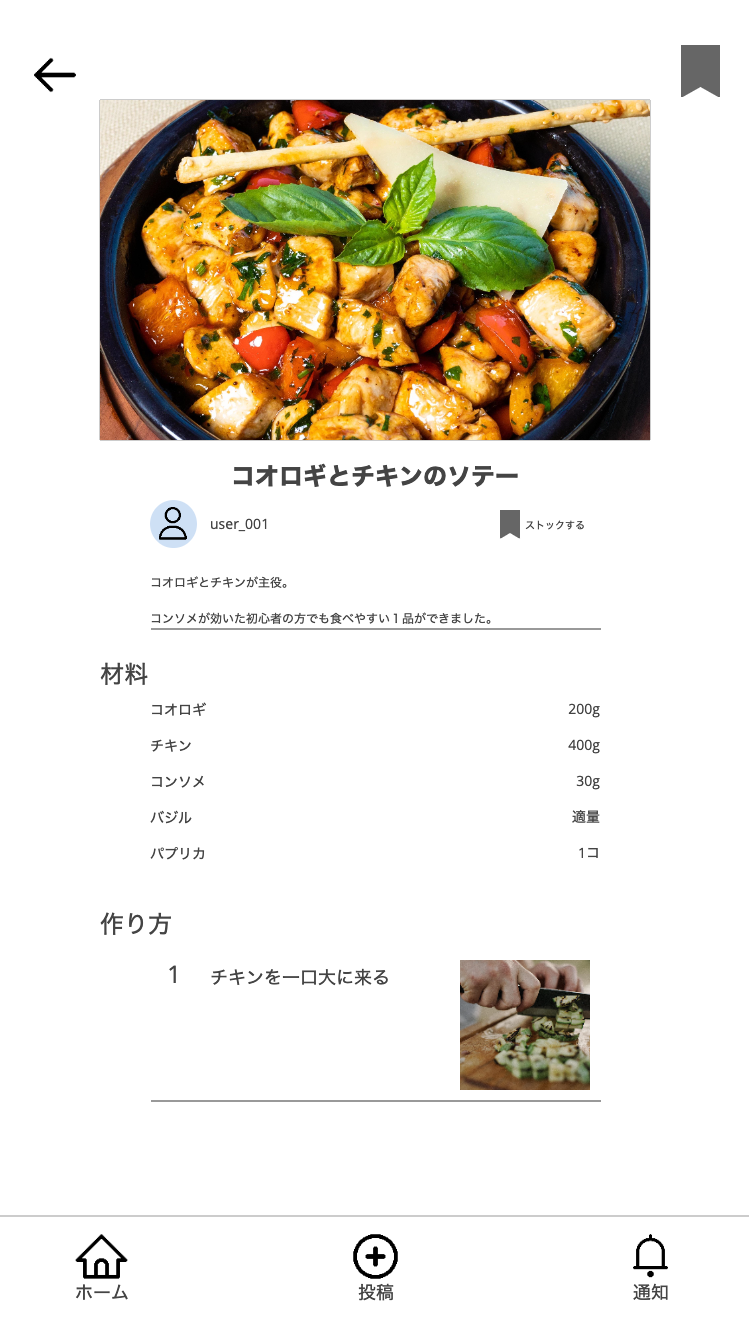 コオロギとチキンのソテー
user_001
ストックする
コオロギとチキンが主役。
コンソメが効いた初心者の方でも食べやすい１品ができました。
材料
コオロギ 200g
チキン 400g
コンソメ 30g
バジル 適量
パプリカ 1コ
作り方
1 チキンを一口大に来る
ホーム 投稿 通知